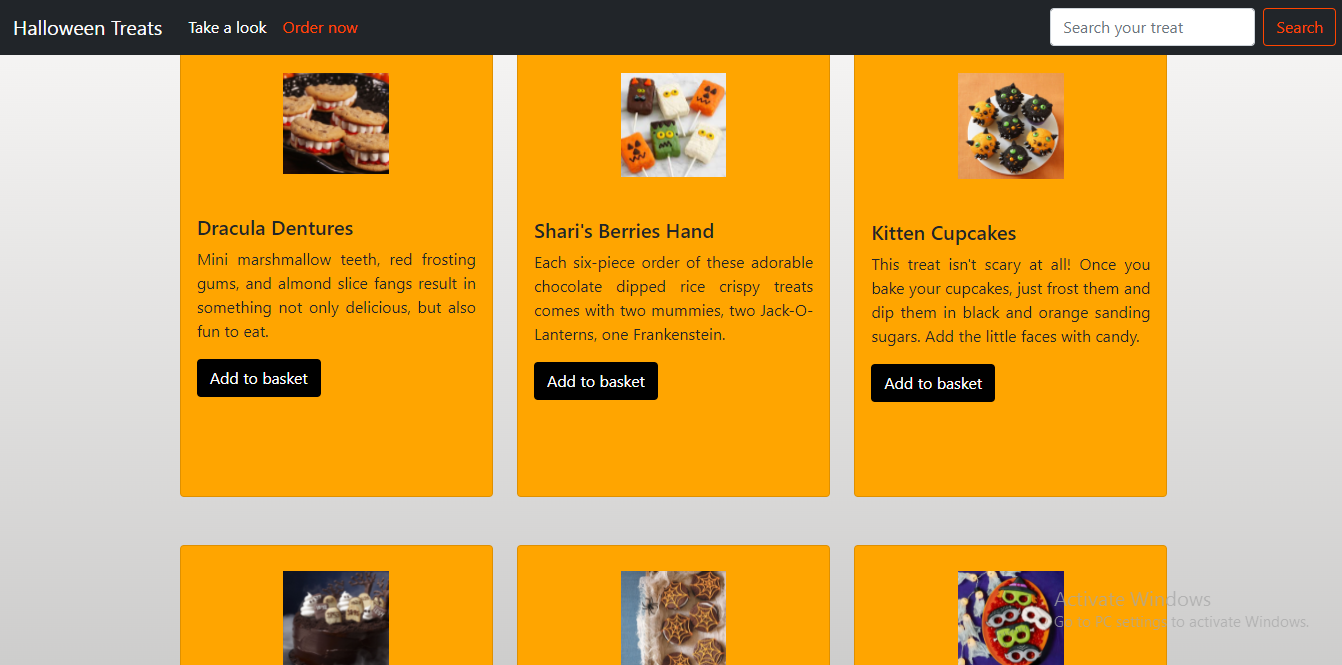 Halloween Treats Take a look Order now Search your treat Search
Dracula Dentures
Mini marshmallow teeth, red frosting
gums, and almond slice fangs result in
something not only delicious, but also
fun to eat.
Add to basket
Shari's Berries Hand
Each six-piece order of these adorable
chocolate dipped rice crispy treats
comes with two mummies, two Jack-O-
Lanterns, one Frankenstein.
Add to basket
Kitten Cupcakes
This treat isn't scary at all! Once you
bake your cupcakes, just frost them and
dip them in black and orange sanding
sugars. Add the little faces with candy.
Add to basket
Activate Windows
Go to PC settings to activate Windows.